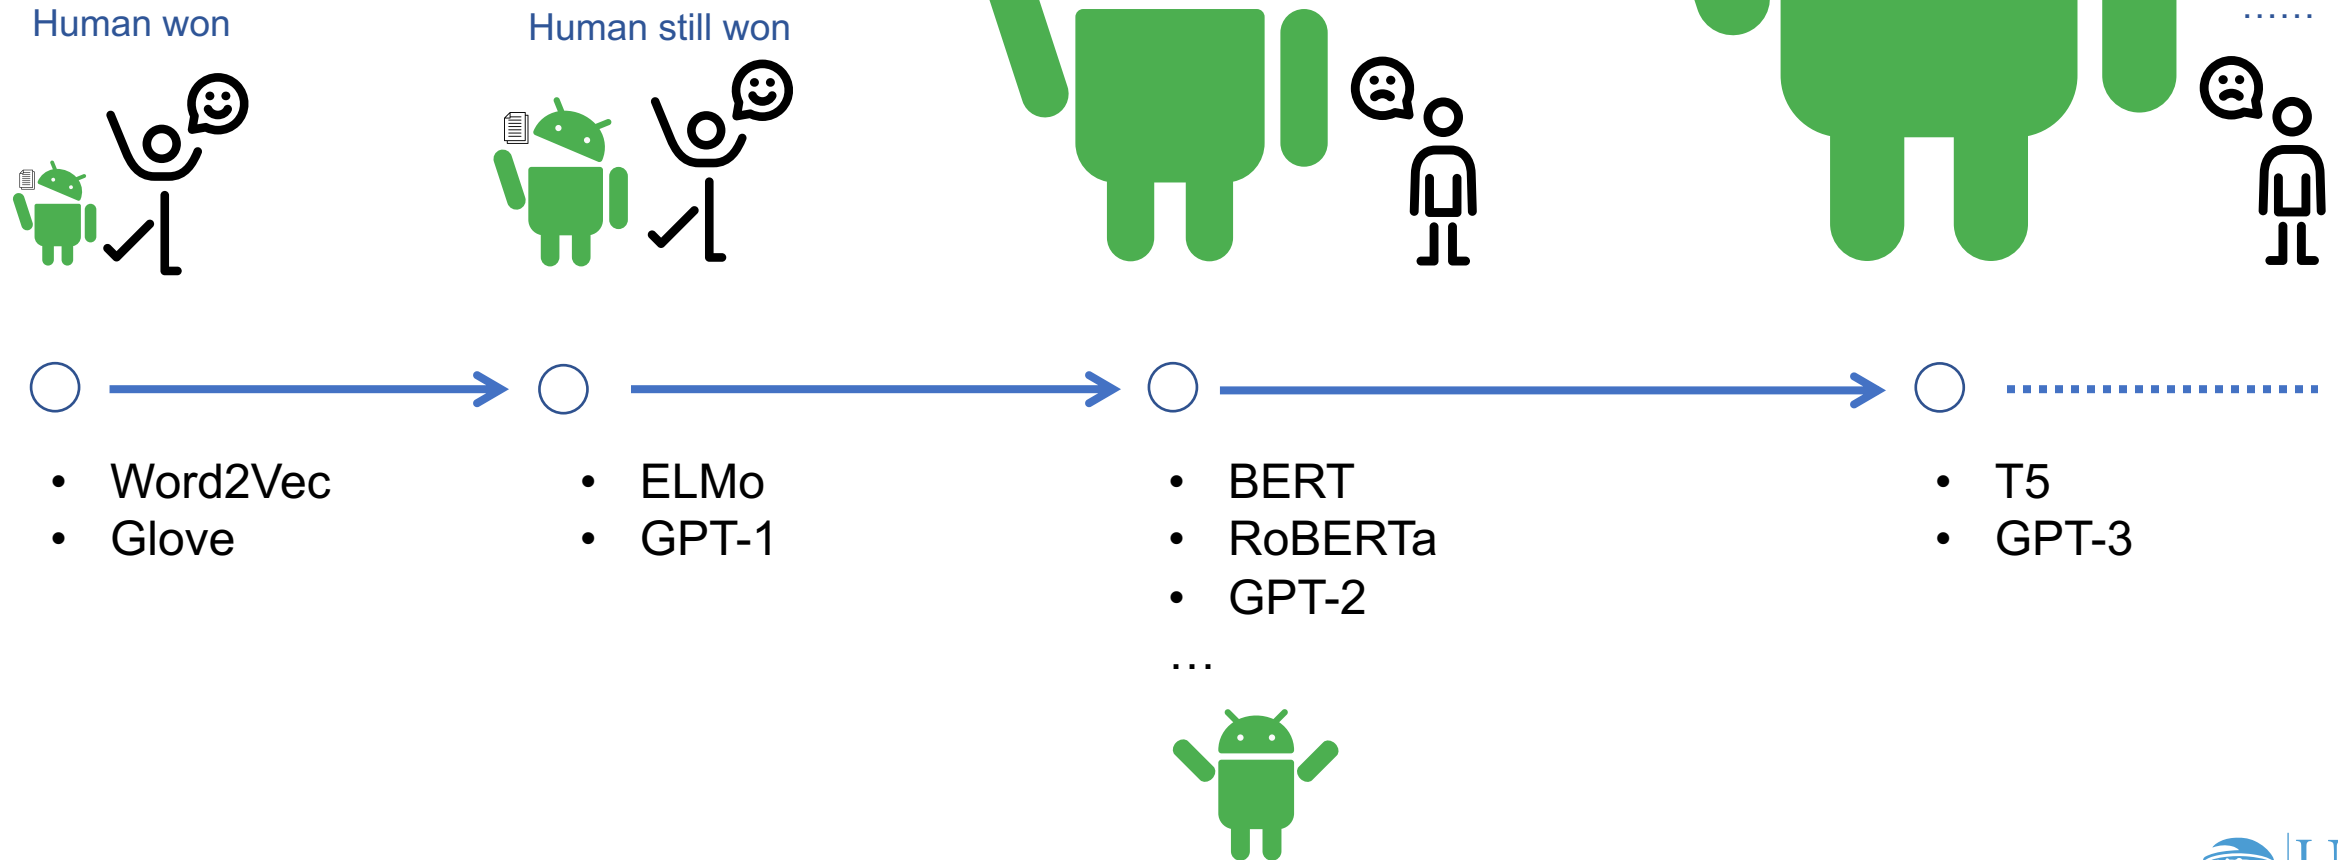 Human won
Human still won
......
• Word2Vec
• Glove
• ELMo
• GPT-1
• BERT
• RoBERTa
• GPT-2
…
• T5
• GPT-3